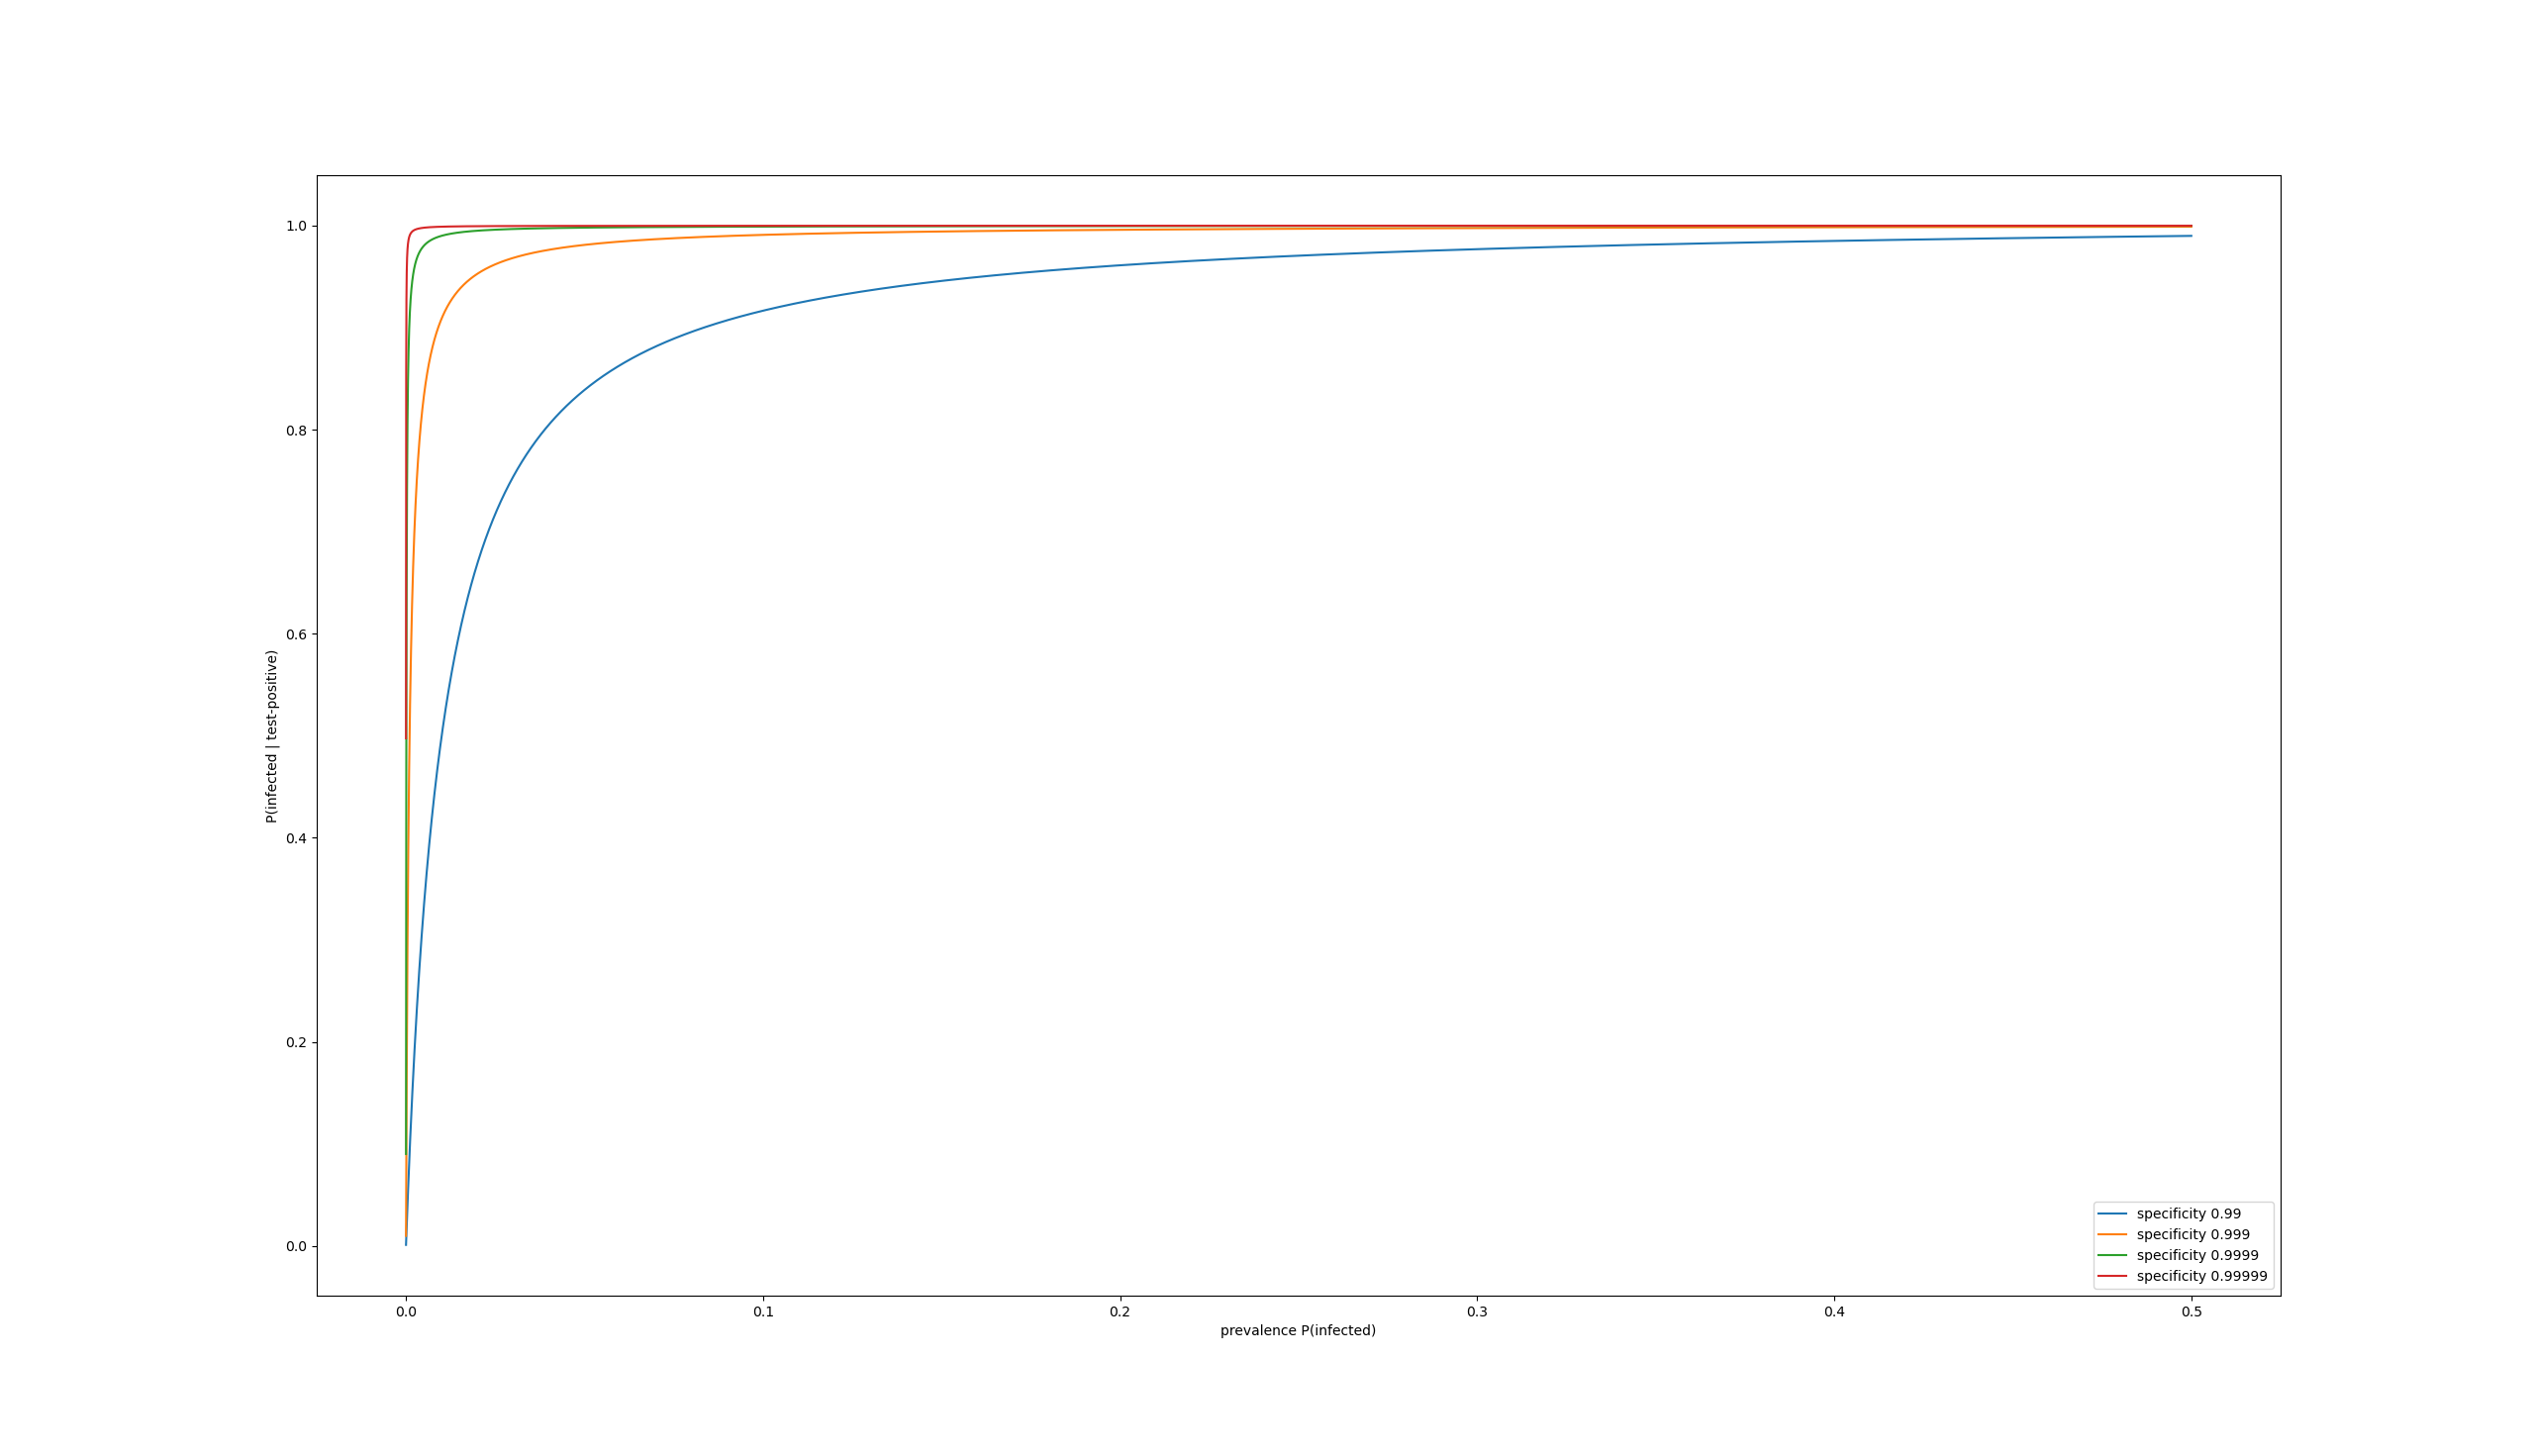 1.0
0.8
0.6
0.4
0.2
0.0
P(infected | test-positive)
0.0 0.1 0.2 0.3 0.4 0.5
prevalence P(infected)
specificity 0.99
specificity 0.999
specificity 0.9999
specificity 0.99999